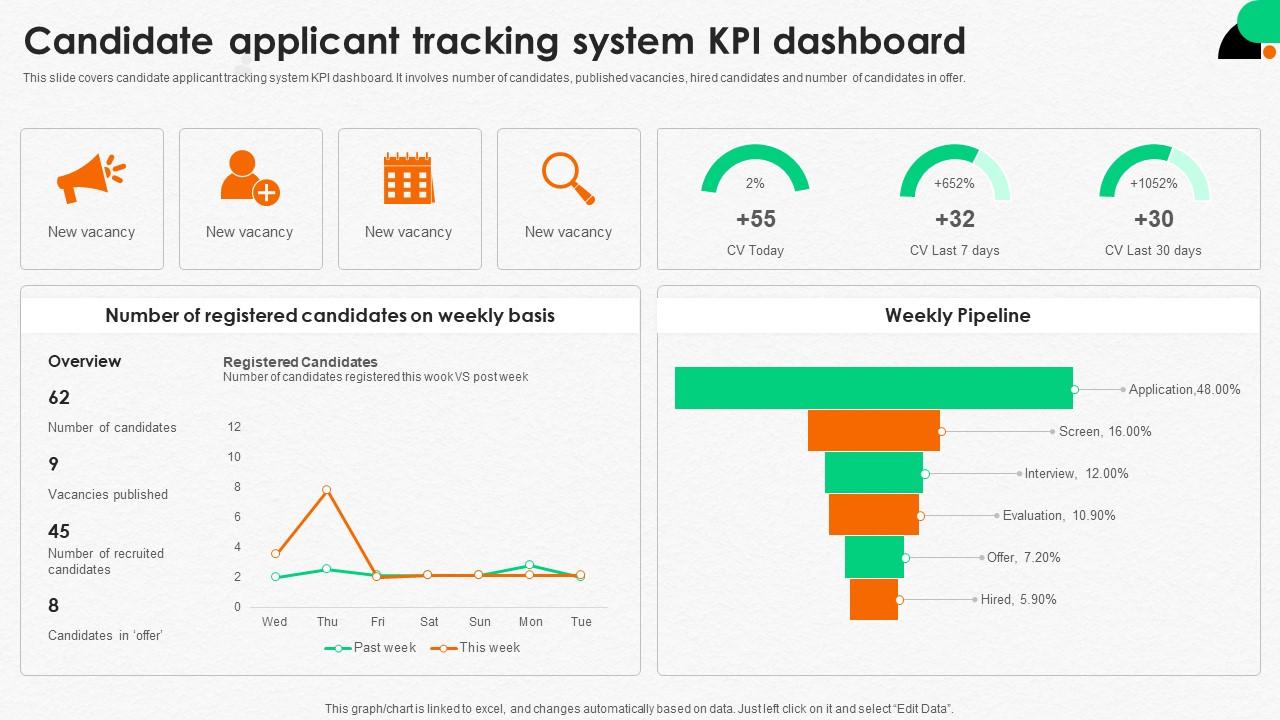 Candidate applicant tracking system KPI dashboard
This slide covers candidate applicant tracking system KPI dashboard. It involves number of candidates, published vacancies, hired candidates and number of candidates in offer.
New vacancy
New vacancy
New vacancy
New vacancy
2%
+55
CV Today
+652%
+32
CV Last 7 days
+1052%
+30
CV Last 30 days
Number of registered candidates on weekly basis
Overview
62
Number of candidates
9
Vacancies published
45
Number of recruited
candidates
8
Candidates in ‘offer’
Registered Candidates
Number of candidates registered this wook VS post week
12
10
8
6
4
2
0
Wed Thu Fri Sat Sun Mon Tue
Past week This week
Weekly Pipeline
Application,48.00%
Screen, 16.00%
Interview, 12.00%
Evaluation, 10.90%
Offer, 7.20%
Hired, 5.90%
This graph/chart is linked to excel, and changes automatically based on data. Just left click on it and select “Edit Data”.